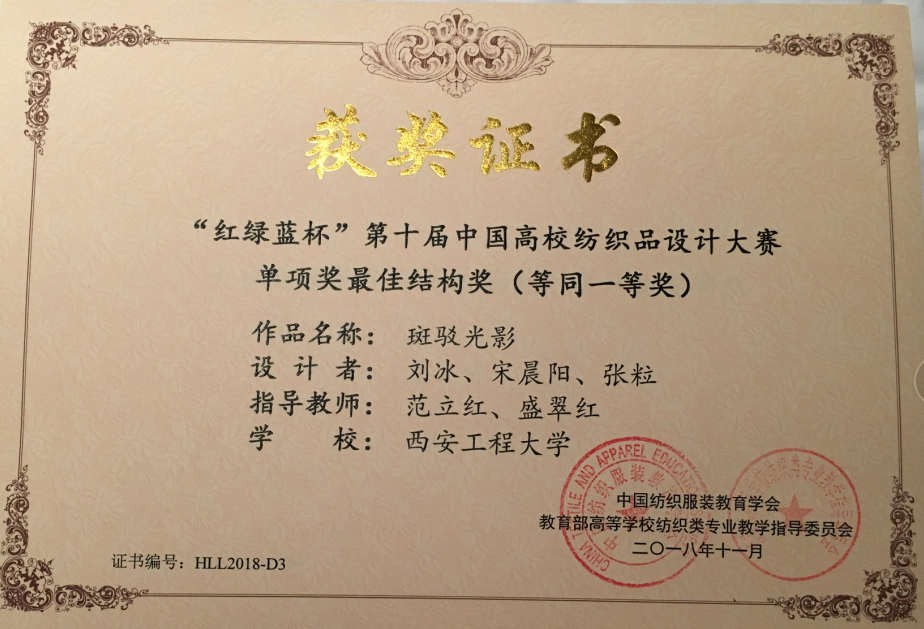 获奖证书
“红绿蓝杯”第十届中国高校纺织品设计大赛
单项奖最佳结构奖（等同一等奖）
作品名称： 斑驳光影
设计者： 刘冰、宋晨阳、张粒
指导教师： 范立红、盛翠红
学校： 西安工程大学
中国纺织服装教育学会
教育部高等学校纺织类专业教学指导委员会
二〇一八年十一月
证书编号：HLL2018-D3